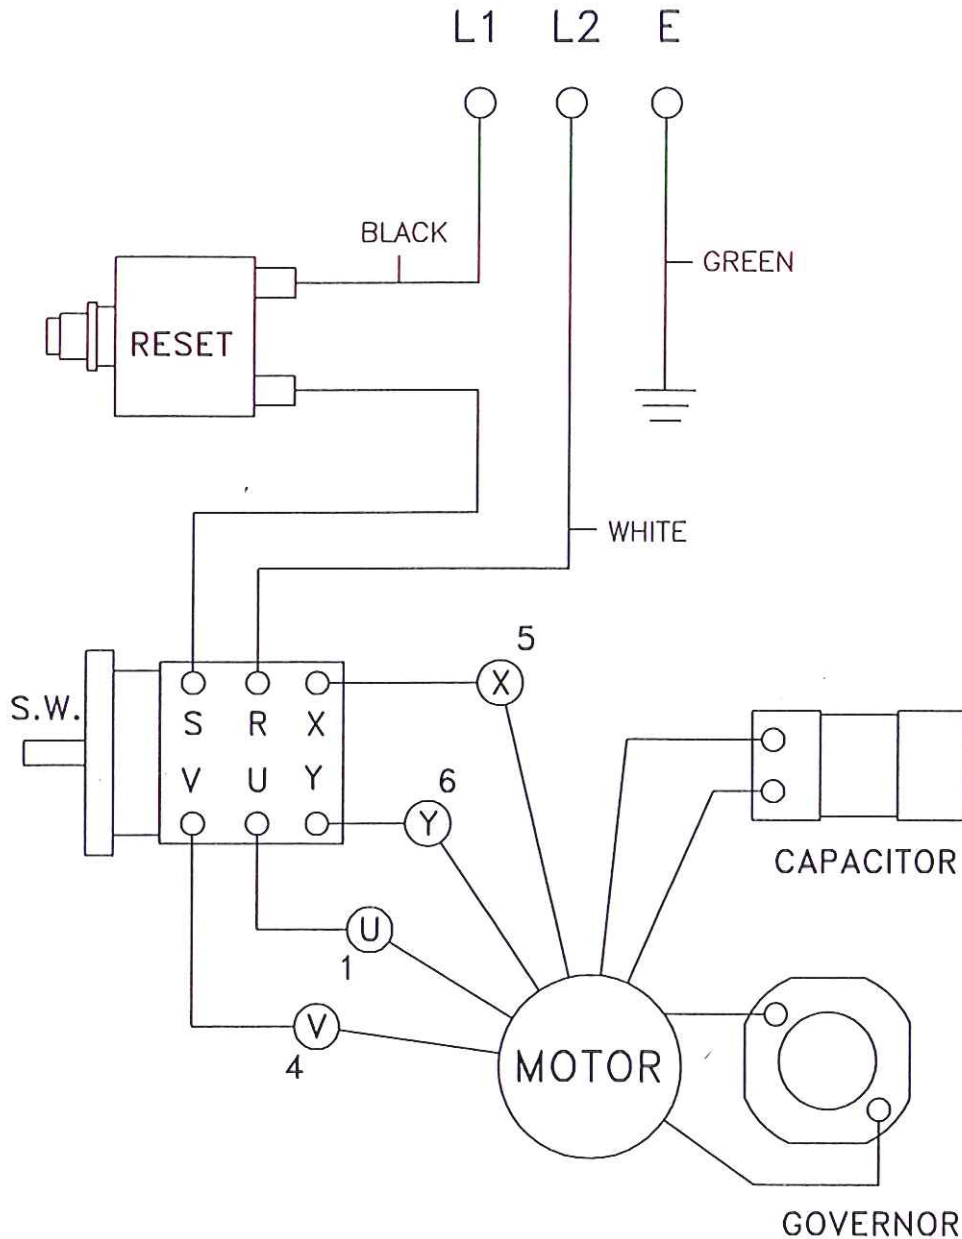 L1 L2 E
BLACK
GREEN
RESET
WHITE
5
X
S.W.
S R X
V U Y
6
Y
CAPACITOR
U
1
V
4
MOTOR
GOVERNOR